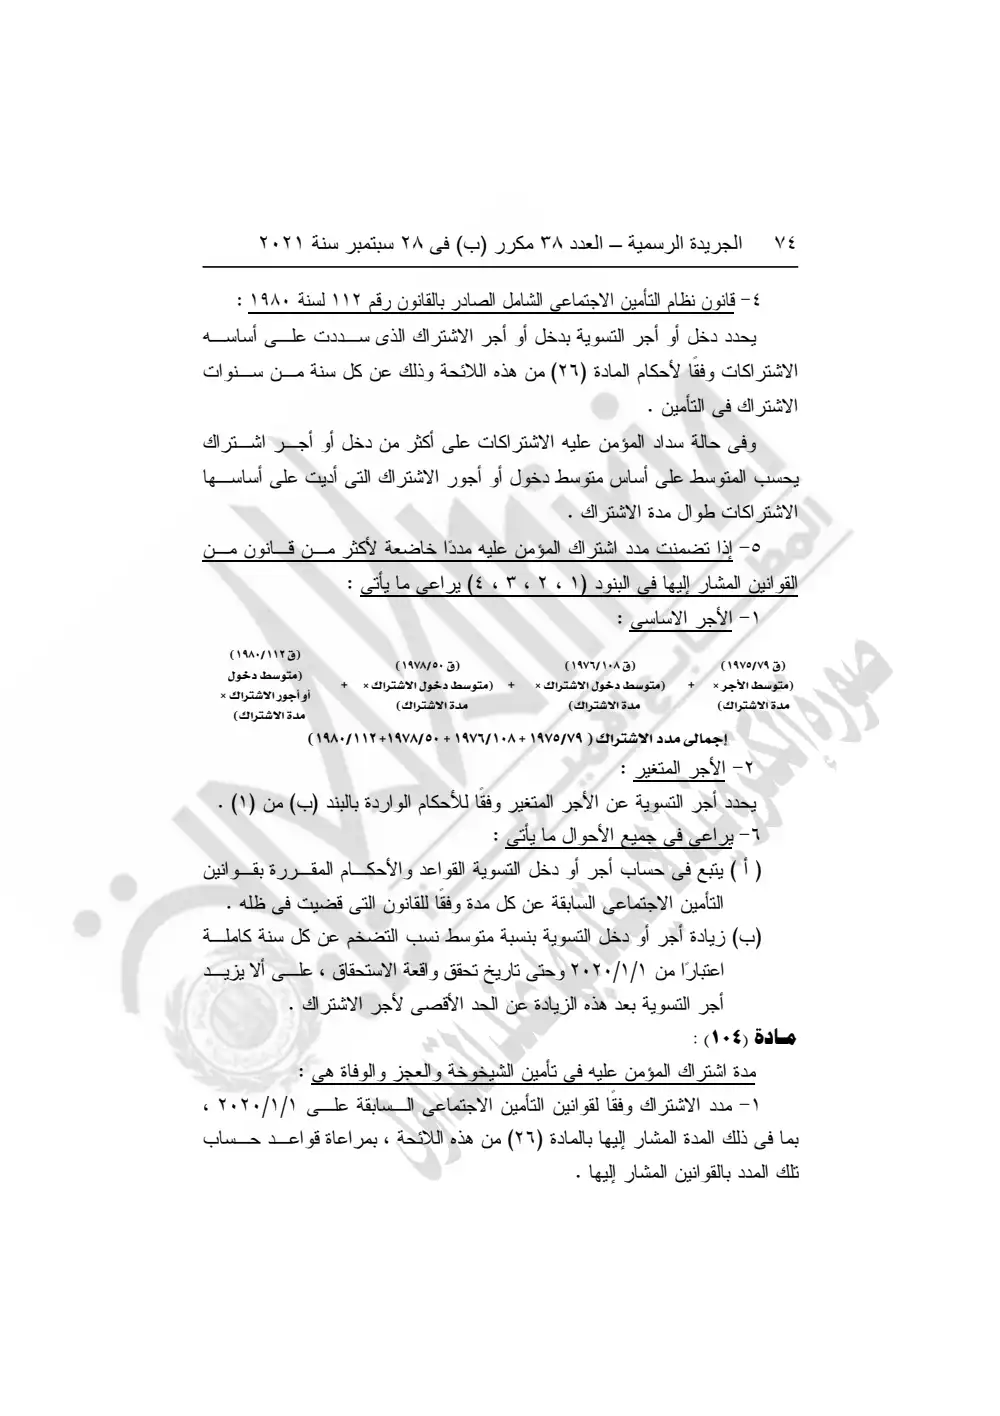 ٧٤ الجريدة الرسمية – العدد ٣٨ مكرر (ب) فى ٢٨ سبتمبر سنة ٢٠٢١
٤- قانون نظام التأمين الاجتماعى الشامل الصادر بالقانون رقم ١١٢ لسنة ١٩٨٠ :
يحدد دخل أو أجر التسوية بدخل أو أجر الاشتراك الذى سددت على أساسه
الاشتراكات وفقًا لأحكام المادة (٢٦) من هذه اللائحة وذلك عن كل سنة من سنوات
الاشتراك فى التأمين .
وفى حالة سداد المؤمن عليه الاشتراكات على أكثر من دخل أو أجر اشتراك
يحسب المتوسط على أساس متوسط دخول أو أجور الاشتراك التى أديت على أساسها
الاشتراكات طوال مدة الاشتراك .
٥- إذا تضمنت مدد اشتراك المؤمن عليه مددًا خاضعة لأكثر من قانون من
القوانين المشار إليها فى البنود (١ ، ٢ ، ٣ ، ٤) يراعى ما يأتى :
١- الأجر الاساسى :
(ق ١٩٧٥/٧٩) (ق ١٩٧٦/١٠٨) (ق ١٩٧٨/٥٠) (ق ١٩٨٠/١١٢)
(متوسط الأجر × + (متوسط دخول الاشتراك × + (متوسط دخول الاشتراك × + (متوسط دخول
أو أجور الاشتراك ×
مدة الاشتراك) مدة الاشتراك) مدة الاشتراك) مدة الاشتراك)
إجمالى مدد الاشتراك ( ١٩٧٥/٧٩ + ١٩٧٦/١٠٨ + ١٩٧٨/٥٠ + ١٩٨٠/١١٢ )
٢- الأجر المتغير :
يحدد أجر التسوية عن الأجر المتغير وفقًا للأحكام الواردة بالبند (ب) من (١) .
٦- يراعى فى جميع الأحوال ما يأتى :
( أ ) يتبع فى حساب أجر أو دخل التسوية القواعد والأحكام المقررة بقوانين
التأمين الاجتماعى السابقة عن كل مدة وفقًا للقانون التى قضيت فى ظله .
(ب) زيادة أجر أو دخل التسوية بنسبة متوسط نسب التضخم عن كل سنة كاملة
اعتبارًا من ٢٠٢٠/١/١ وحتى تاريخ تحقق واقعة الاستحقاق ، على ألا يزيد
أجر التسوية بعد هذه الزيادة عن الحد الأقصى لأجر الاشتراك .
مادة (١٠٤) :
مدة اشتراك المؤمن عليه فى تأمين الشيخوخة والعجز والوفاة هى :
١- مدد الاشتراك وفقًا لقوانين التأمين الاجتماعى السابقة على ٢٠٢٠/١/١ ،
بما فى ذلك المدة المشار إليها بالمادة (٢٦) من هذه اللائحة ، بمراعاة قواعد حساب
تلك المدد بالقوانين المشار إليها .